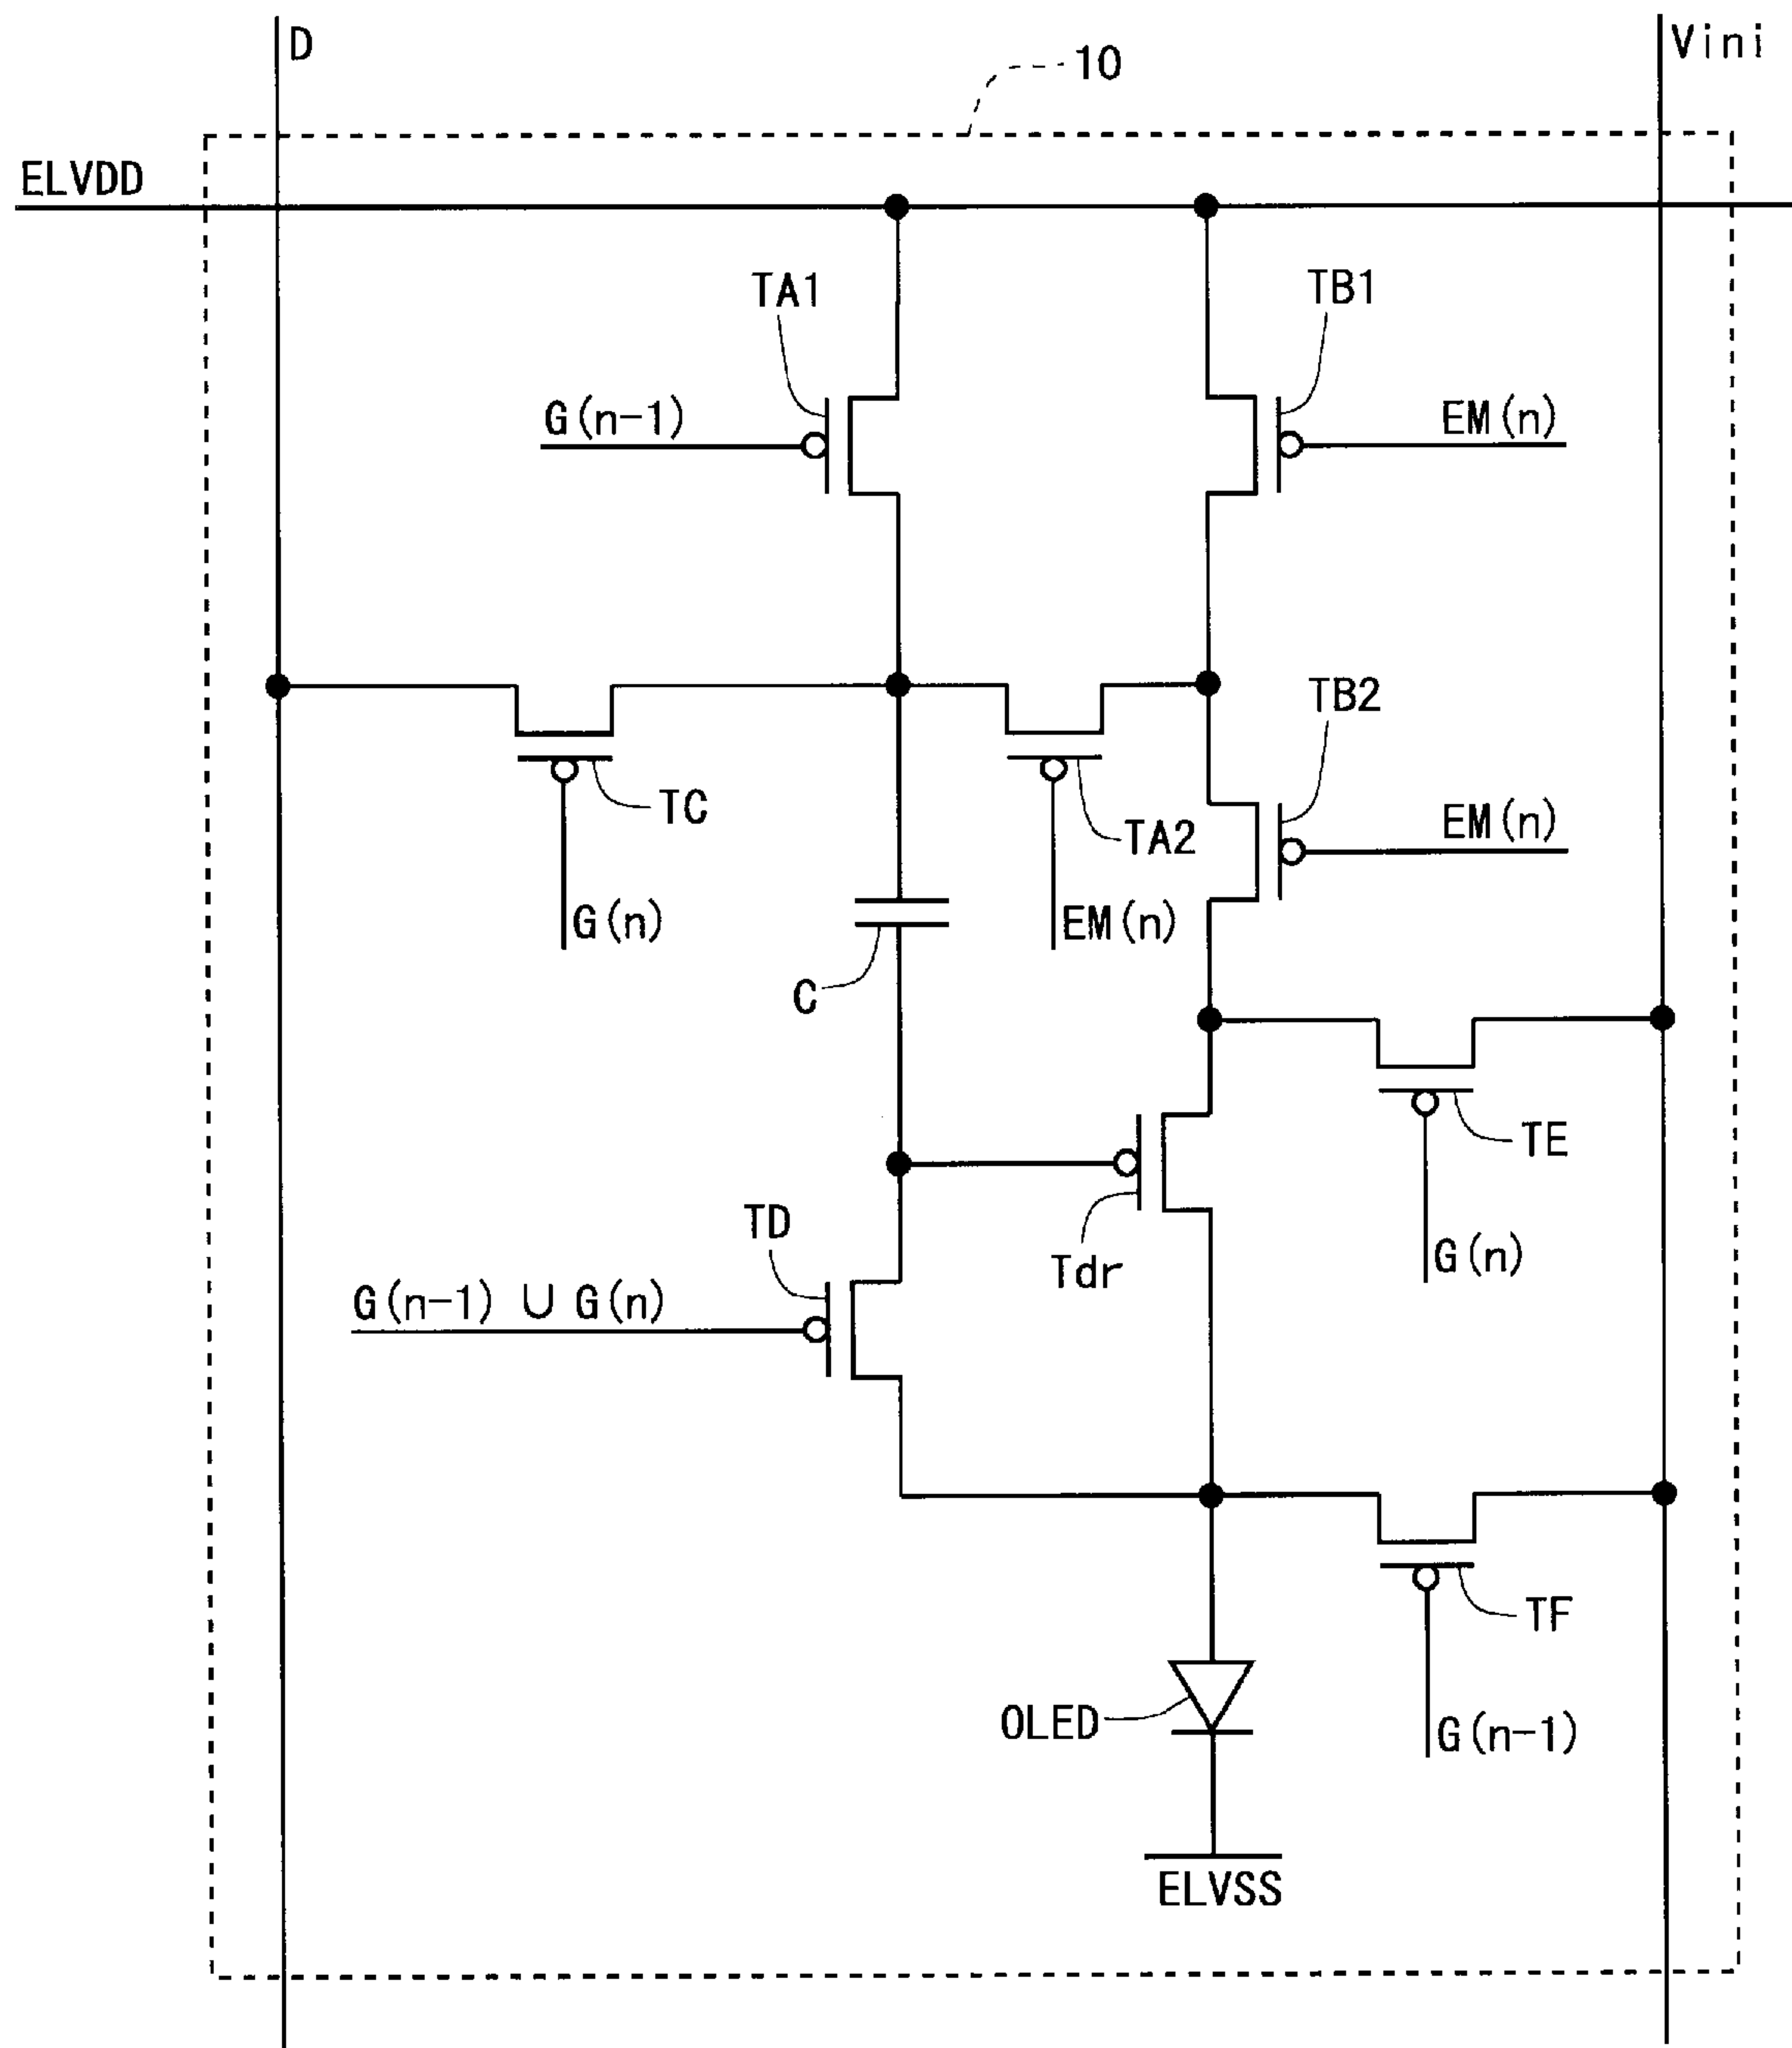 D
Vini
10
ELVDD
TA1
TB1
G(n-1)
EM(n)
TB2
TC
TA2
EM(n)
G(n)
EM(n)
C
TE
TD
Tdr
G(n)
G(n-1) ∪ G(n)
TF
OLED
G(n-1)
ELVSS